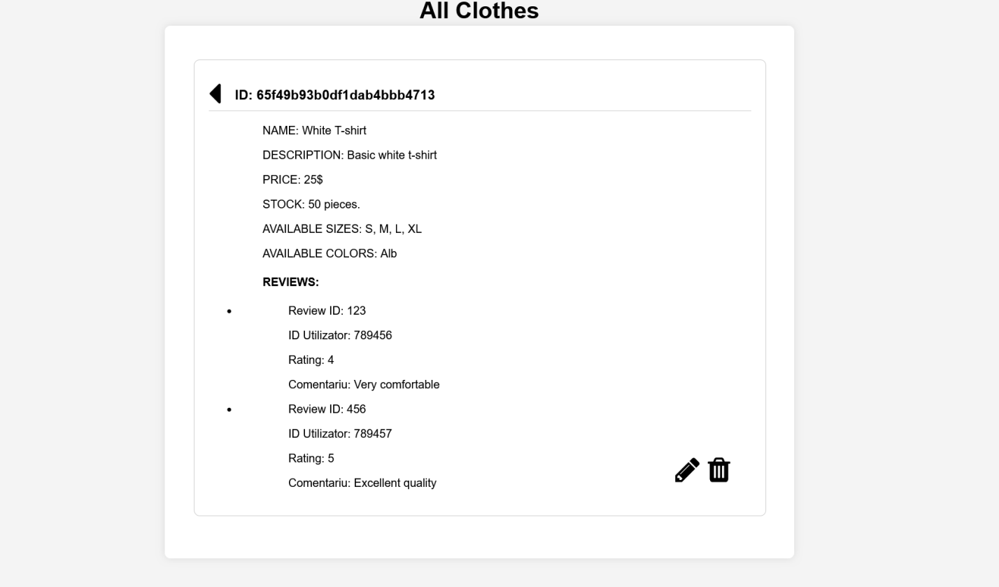 All Clothes
ID: 65f49b93b0df1dab4bbb4713
NAME: White T-shirt
DESCRIPTION: Basic white t-shirt
PRICE: 25$
STOCK: 50 pieces.
AVAILABLE SIZES: S, M, L, XL
AVAILABLE COLORS: Alb
REVIEWS:
Review ID: 123
ID Utilizator: 789456
Rating: 4
Comentariu: Very comfortable
Review ID: 456
ID Utilizator: 789457
Rating: 5
Comentariu: Excellent quality